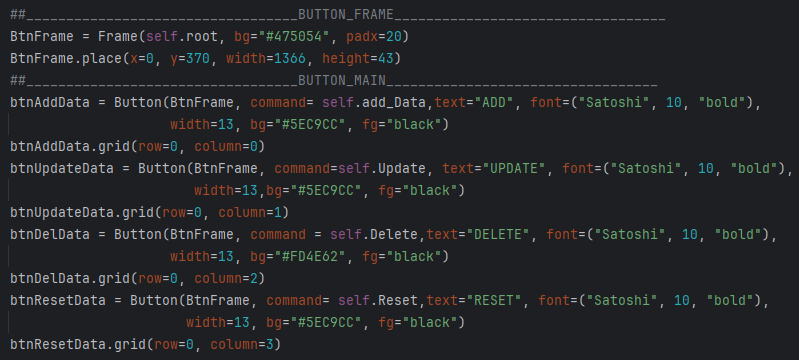 ##__________________________________BUTTON_FRAME__________________________________
BtnFrame = Frame(self.root, bg="#475054", padx=20)
BtnFrame.place(x=0, y=370, width=1366, height=43)
##__________________________________BUTTON_MAIN_________________________________
btnAddData = Button(BtnFrame, command= self.add_Data,text="ADD", font=("Satoshi", 10, "bold"),
width=13, bg="#5EC9CC", fg="black")
btnAddData.grid(row=0, column=0)
btnUpdateData = Button(BtnFrame, command=self.Update, text="UPDATE", font=("Satoshi", 10, "bold"),
width=13,bg="#5EC9CC", fg="black")
btnUpdateData.grid(row=0, column=1)
btnDelData = Button(BtnFrame, command = self.Delete,text="DELETE", font=("Satoshi", 10, "bold"),
width=13, bg="#FD4E62", fg="black")
btnDelData.grid(row=0, column=2)
btnResetData = Button(BtnFrame, command= self.Reset,text="RESET", font=("Satoshi", 10, "bold"),
width=13, bg="#5EC9CC", fg="black")
btnResetData.grid(row=0, column=3)